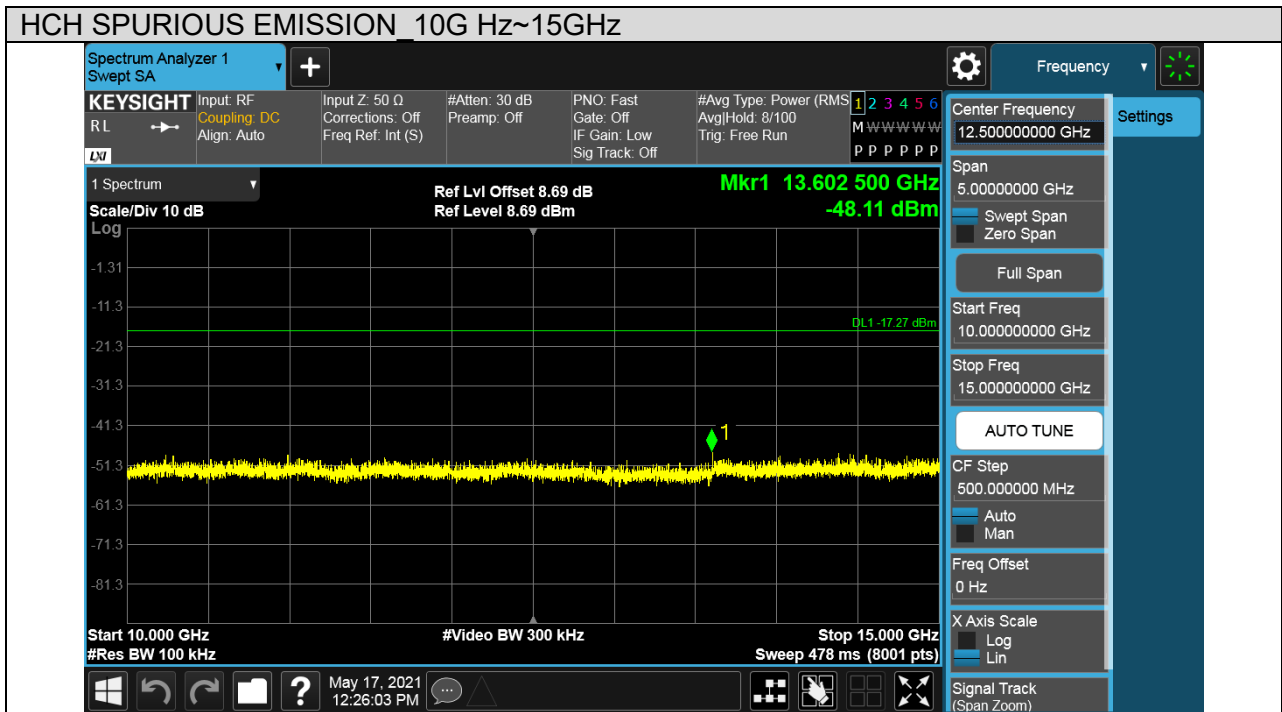 HCH SPURIOUS EMISSION_10G Hz~15GHz
Spectrum Analyzer 1
Swept SA
+
Frequency
KEYSIGHT
R L
LXI
Input: RF
Coupling: DC
Align: Auto
Input Z: 50 Ω
Corrections: Off
Freq Ref: Int (S)
#Atten: 30 dB
Preamp: Off
PNO: Fast
Gate: Off
IF Gain: Low
Sig Track: Off
#Avg Type: Power (RMS
Avg|Hold: 8/100
Trig: Free Run
1 2 3 4 5 6
M W W W W W
P P P P P P
1 Spectrum
Scale/Div 10 dB
Log
Ref Lvl Offset 8.69 dB
Ref Level 8.69 dBm
Mkr1 13.602 500 GHz
-48.11 dBm
-1.31
-11.3
DL1 -17.27 dBm
-21.3
-31.3
-41.3
1
-51.3
-61.3
-71.3
-81.3
Start 10.000 GHz
#Res BW 100 kHz
#Video BW 300 kHz
Stop 15.000 GHz
Sweep 478 ms (8001 pts)
?
May 17, 2021
12:26:03 PM
Settings
Center Frequency
12.500000000 GHz
Span
5.00000000 GHz
Swept Span
Zero Span
Full Span
Start Freq
10.000000000 GHz
Stop Freq
15.000000000 GHz
AUTO TUNE
CF Step
500.000000 MHz
Auto
Man
Freq Offset
0 Hz
X Axis Scale
Log
Lin
Signal Track
(Span Zoom)